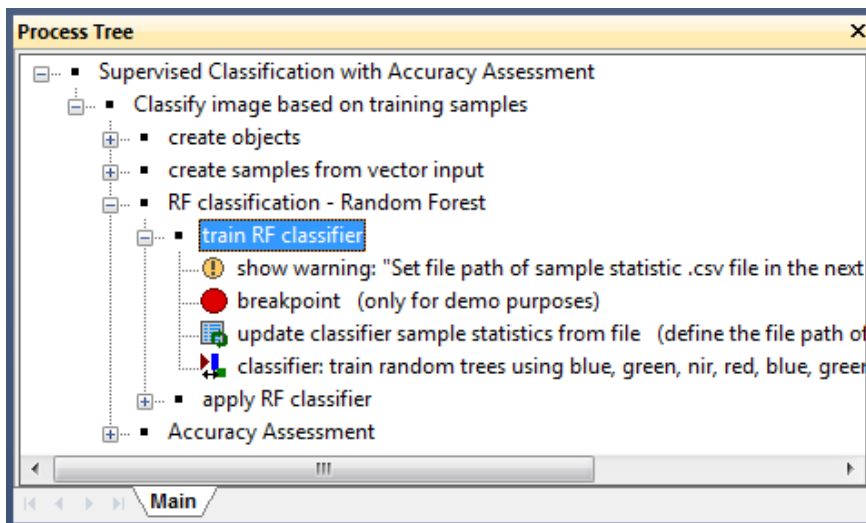 Process Tree
Supervised Classification with Accuracy Assessment
Classify image based on training samples
create objects
create samples from vector input
RF classification - Random Forest
train RF classifier
show warning: "Set file path of sample statistic .csv file in the next
breakpoint (only for demo purposes)
update classifier sample statistics from file (define the file path of
classifier: train random trees using blue, green, nir, red, blue, green
apply RF classifier
Accuracy Assessment
Main